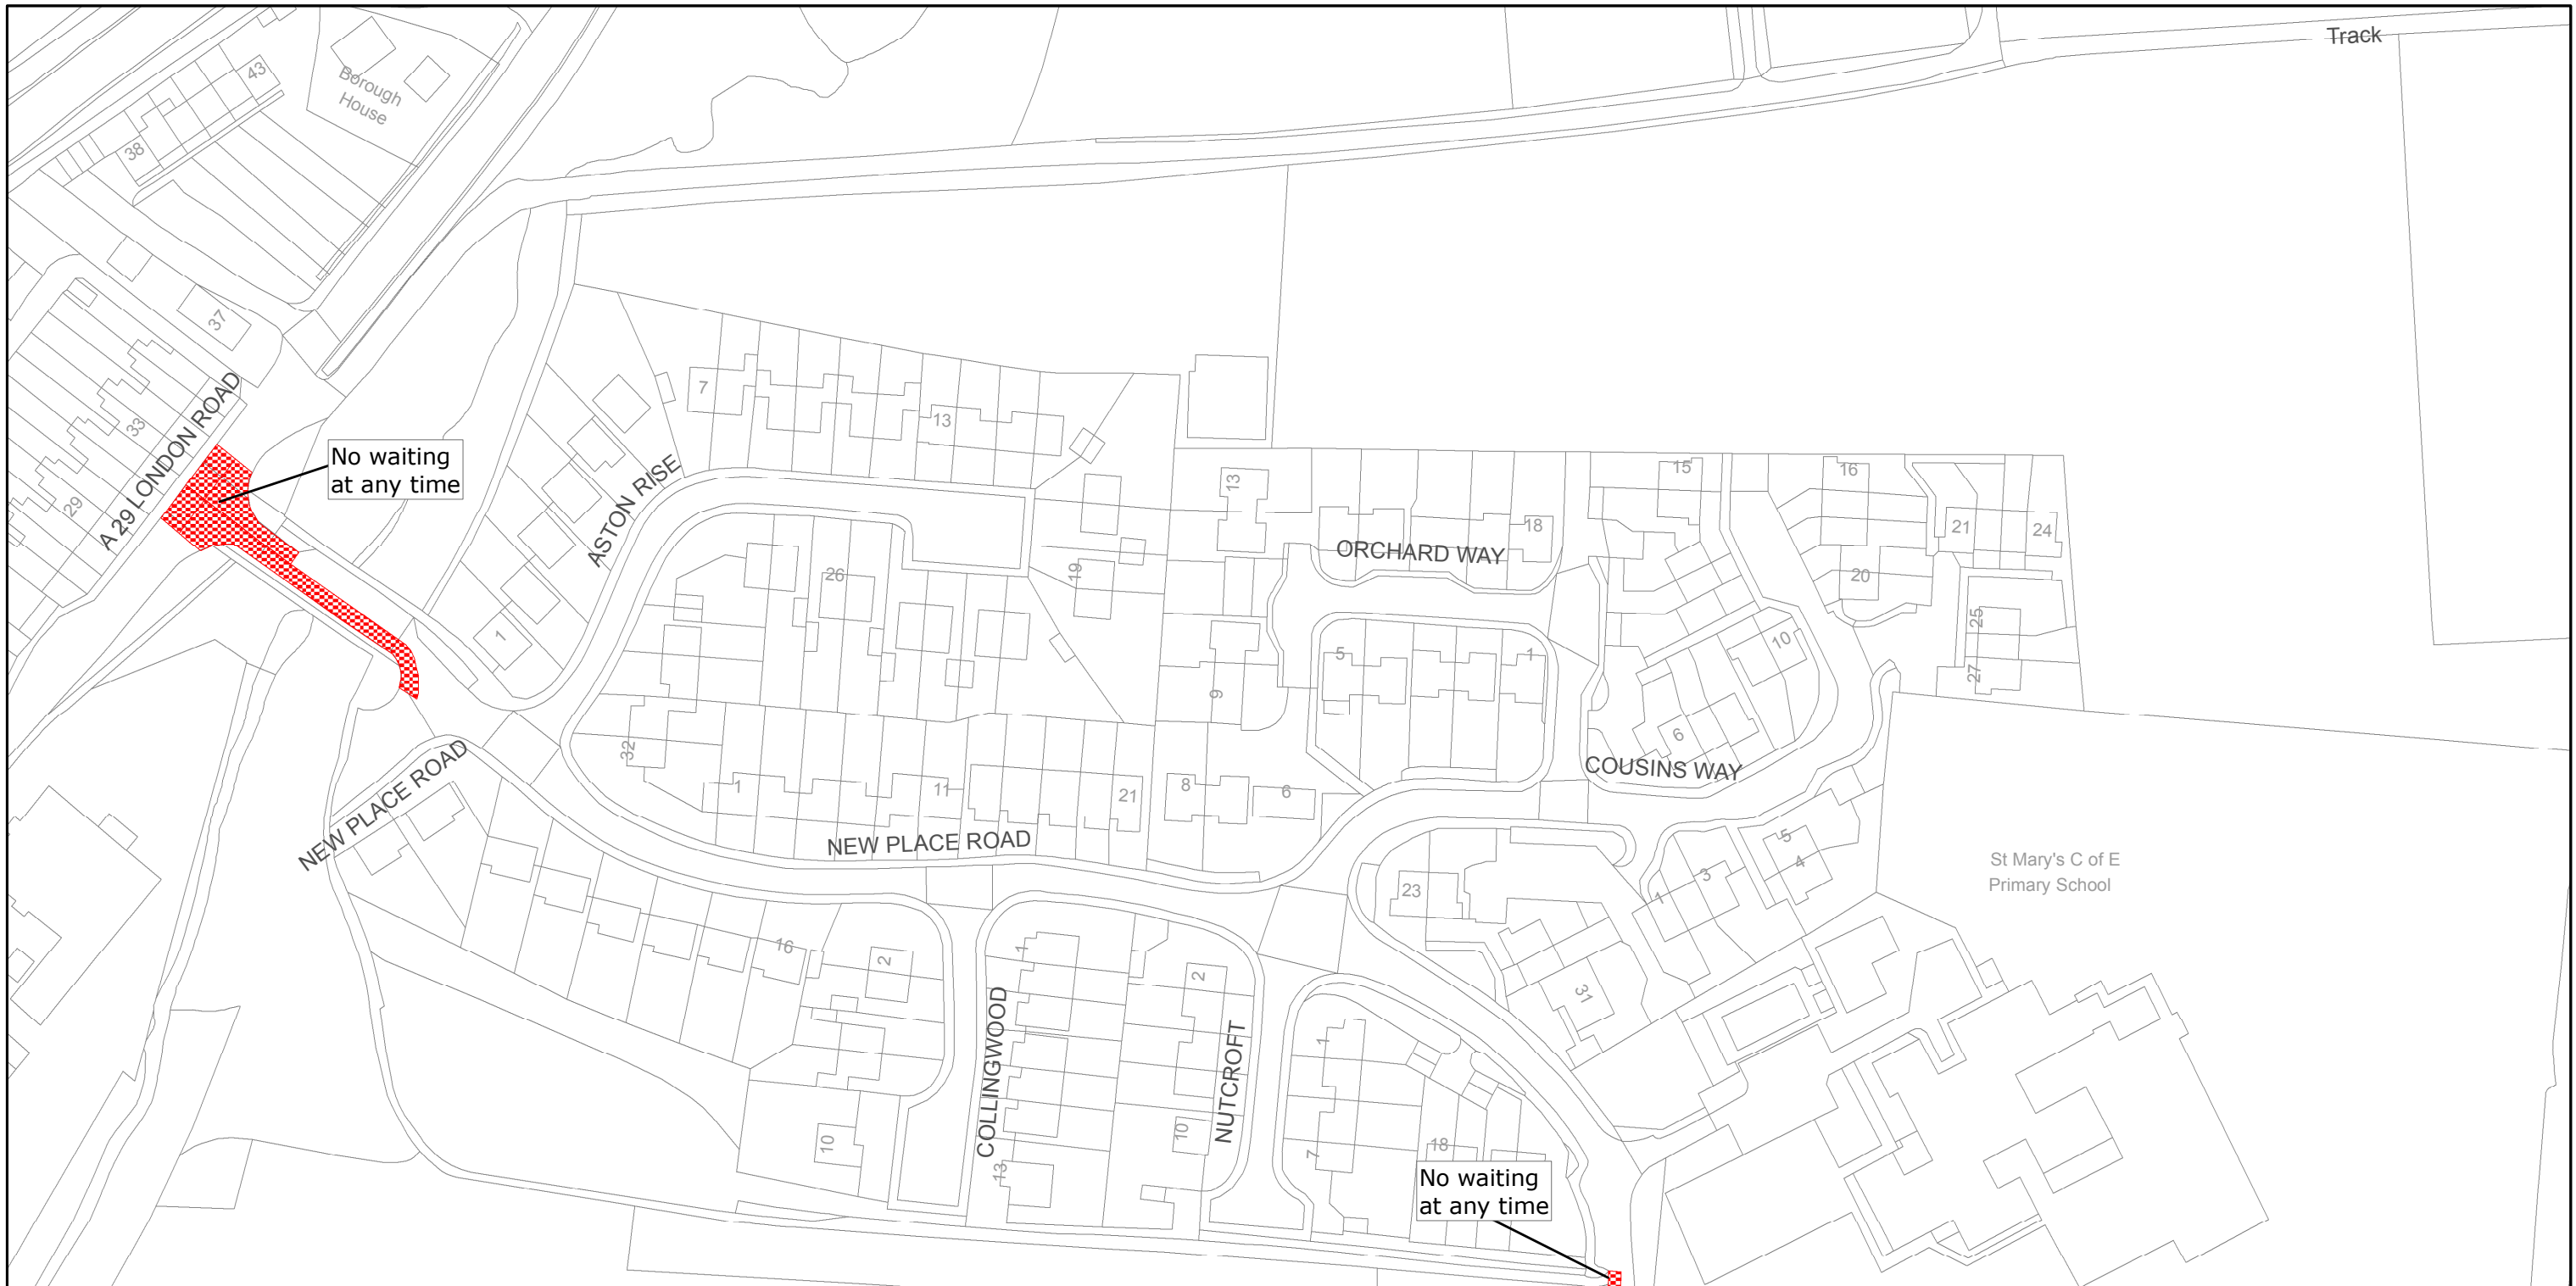 Track
43
Borough
House
38
37
33
29
A 29 LONDON ROAD
No waiting
at any time
7
13
ASTON RISE
1
26
19
32
13
18
ORCHARD WAY
15
16
21
24
20
25
27
5
1
9
10
6
COUSINS WAY
NEW PLACE ROAD
1
11
21
8
6
NEW PLACE ROAD
23
5
4
3
1
St Mary's C of E
Primary School
31
16
2
1
2
COLLINGWOOD
NUTCROFT
1
10
13
10
7
18
No waiting
at any time